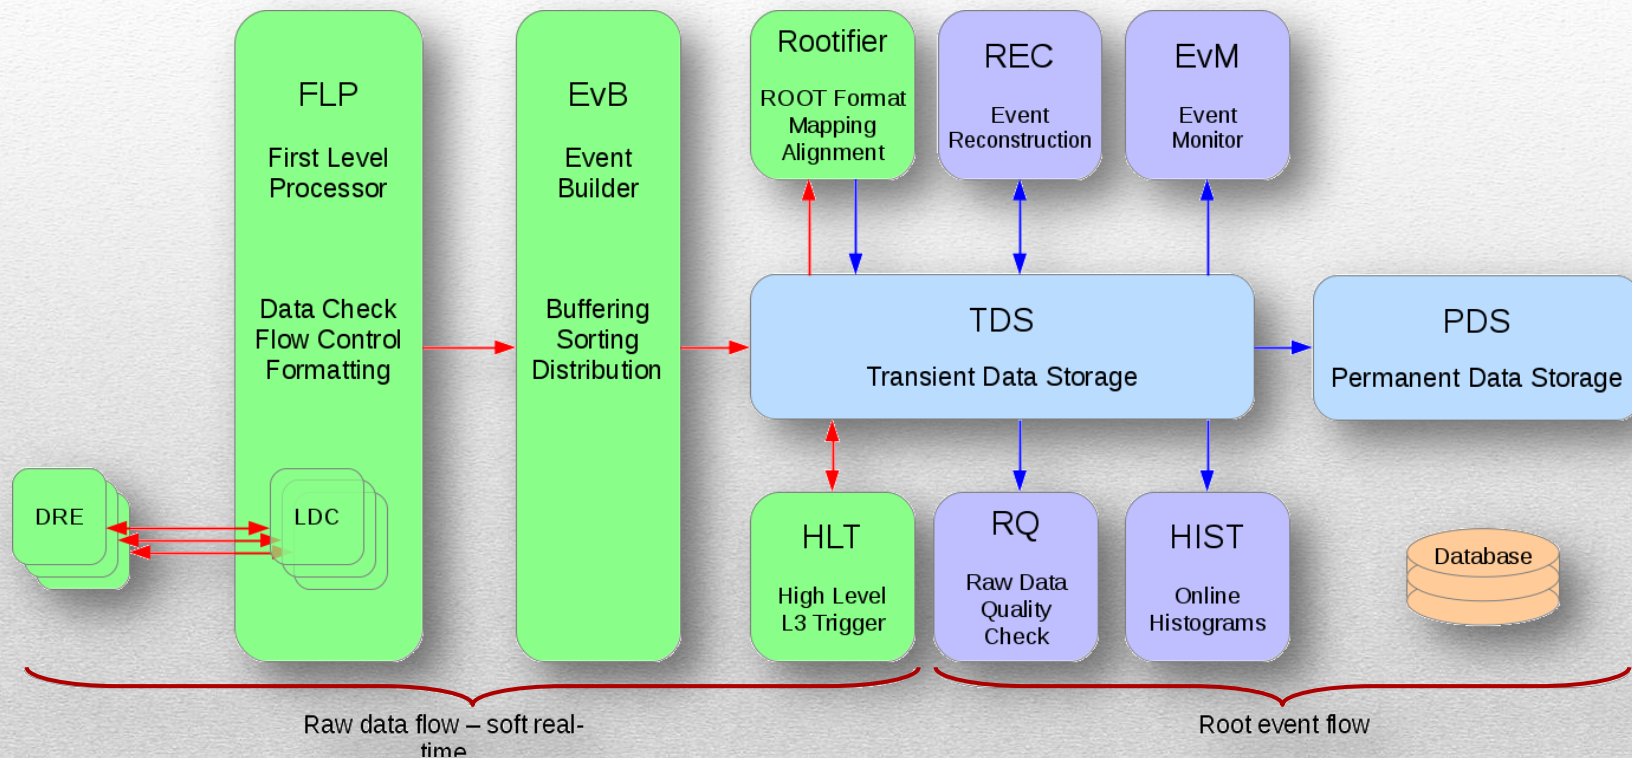 FLP
First Level
Processor
Data Check
Flow Control
Formatting
DRE
LDC
EvB
Event
Builder
Buffering
Sorting
Distribution
Rootifier
ROOT Format
Mapping
Alignment
REC
Event
Reconstruction
EvM
Event
Monitor
TDS
Transient Data Storage
PDS
Permanent Data Storage
HLT
High Level
L3 Trigger
RQ
Raw Data
Quality
Check
HIST
Online
Histograms
Database
Raw data flow – soft real-
time
Root event flow